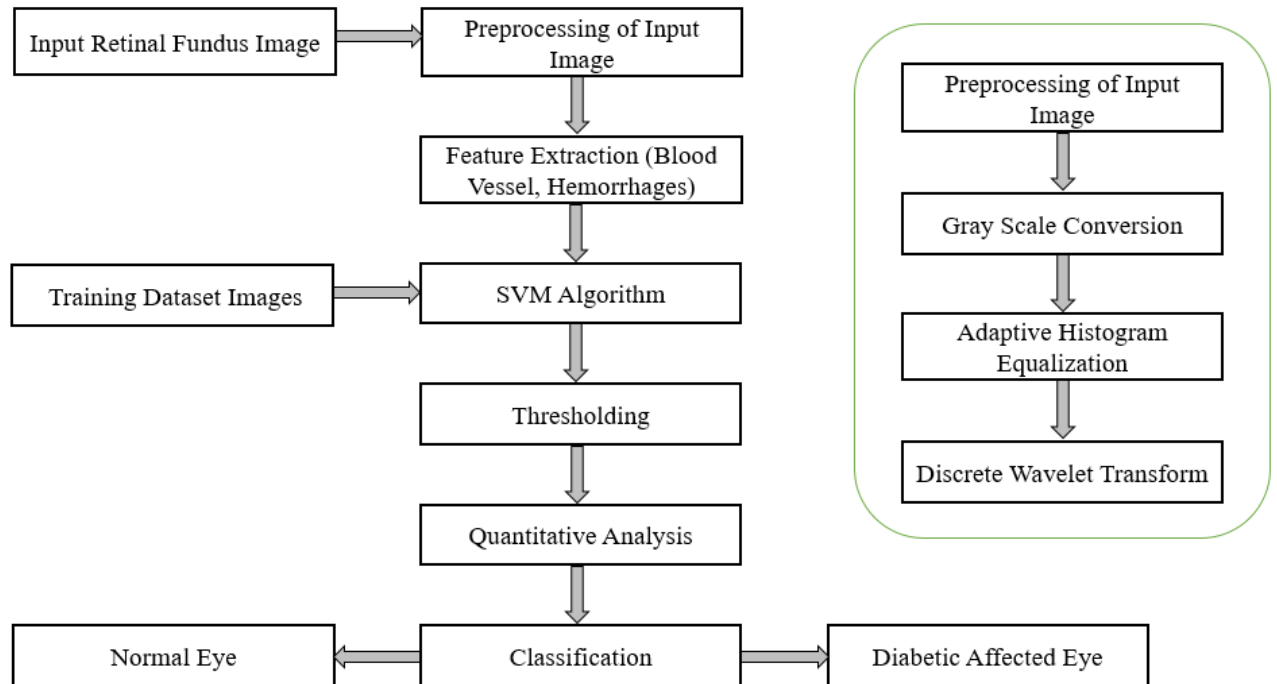 Input Retinal Fundus Image
Preprocessing of Input
Image
Feature Extraction (Blood
Vessel, Hemorrhages)
Training Dataset Images
SVM Algorithm
Thresholding
Quantitative Analysis
Normal Eye
Classification
Diabetic Affected Eye
Preprocessing of Input
Image
Gray Scale Conversion
Adaptive Histogram
Equalization
Discrete Wavelet Transform